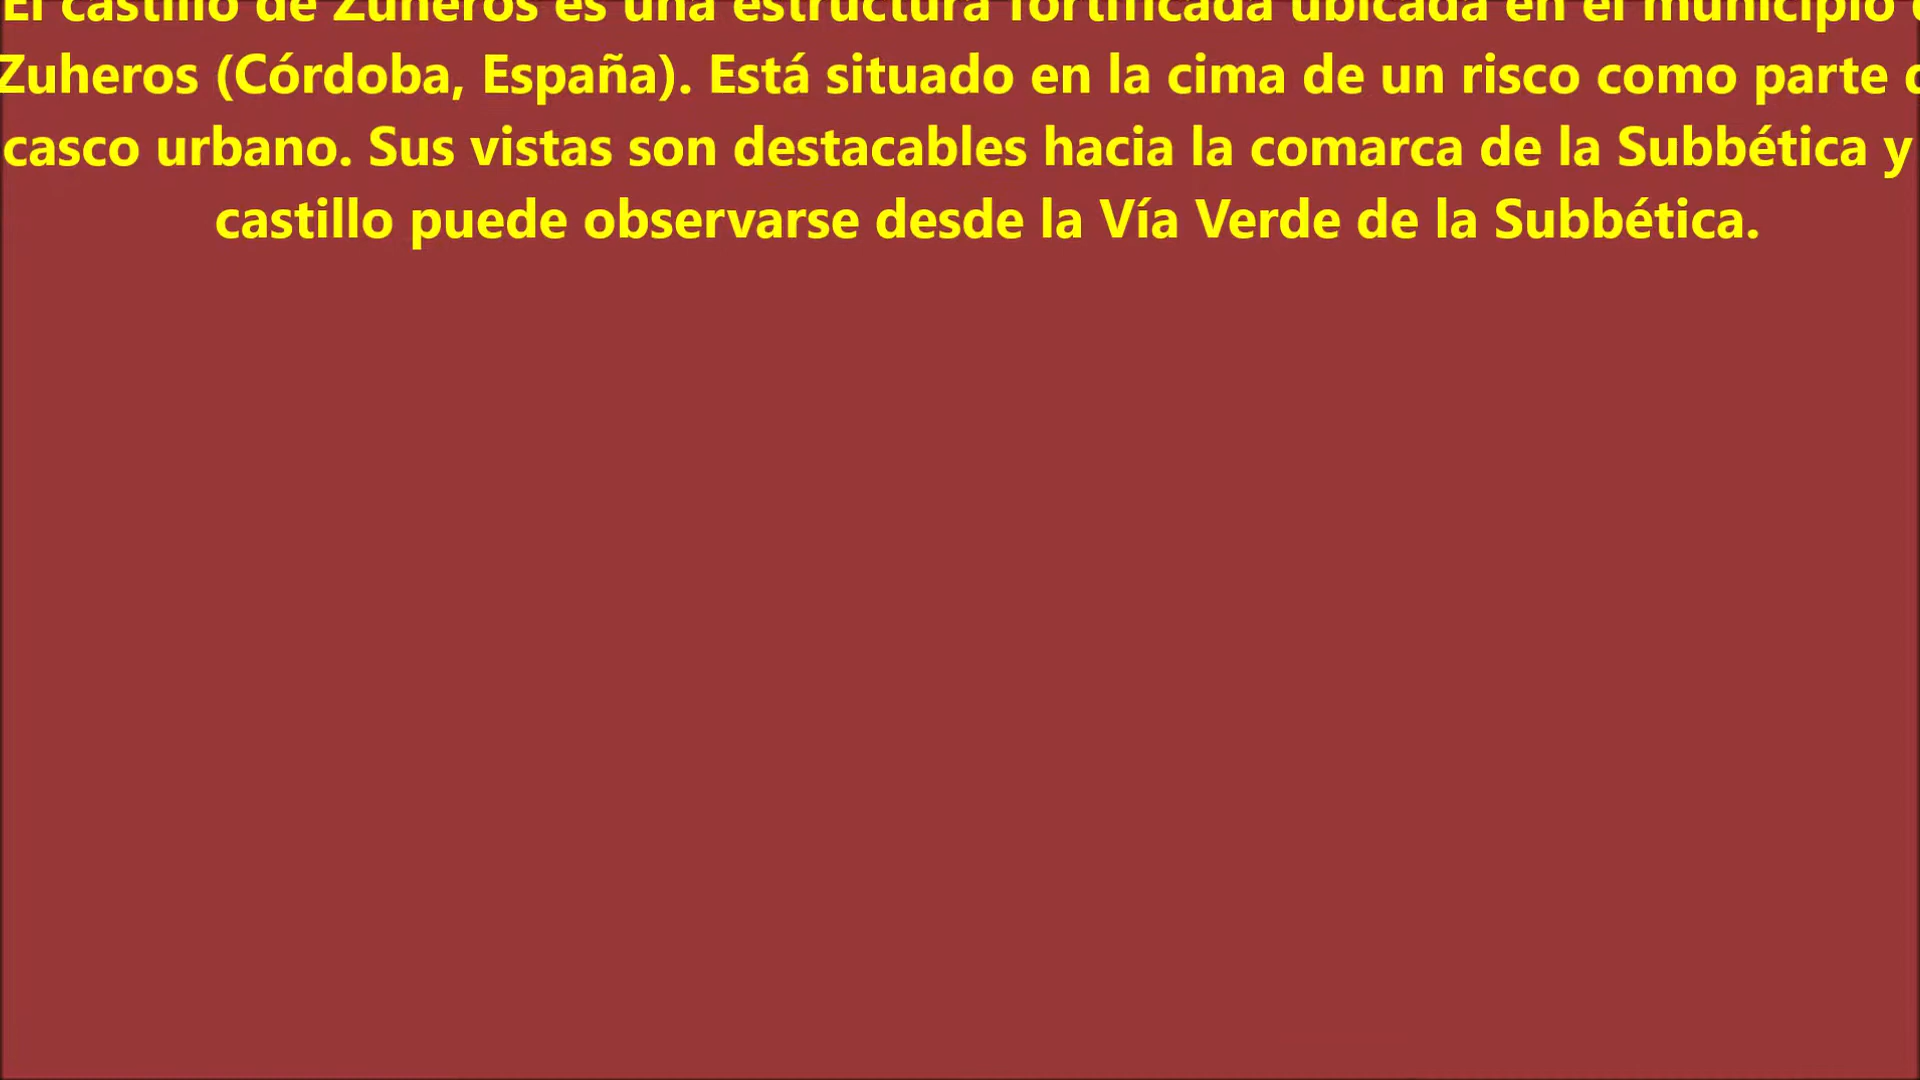 El castillo de Zuheros es una estructura fortificada ubicada en el municipio
Zuheros (Córdoba, España). Está situado en la cima de un risco como parte
casco urbano. Sus vistas son destacables hacia la comarca de la Subbética y
castillo puede observarse desde la Vía Verde de la Subbética.